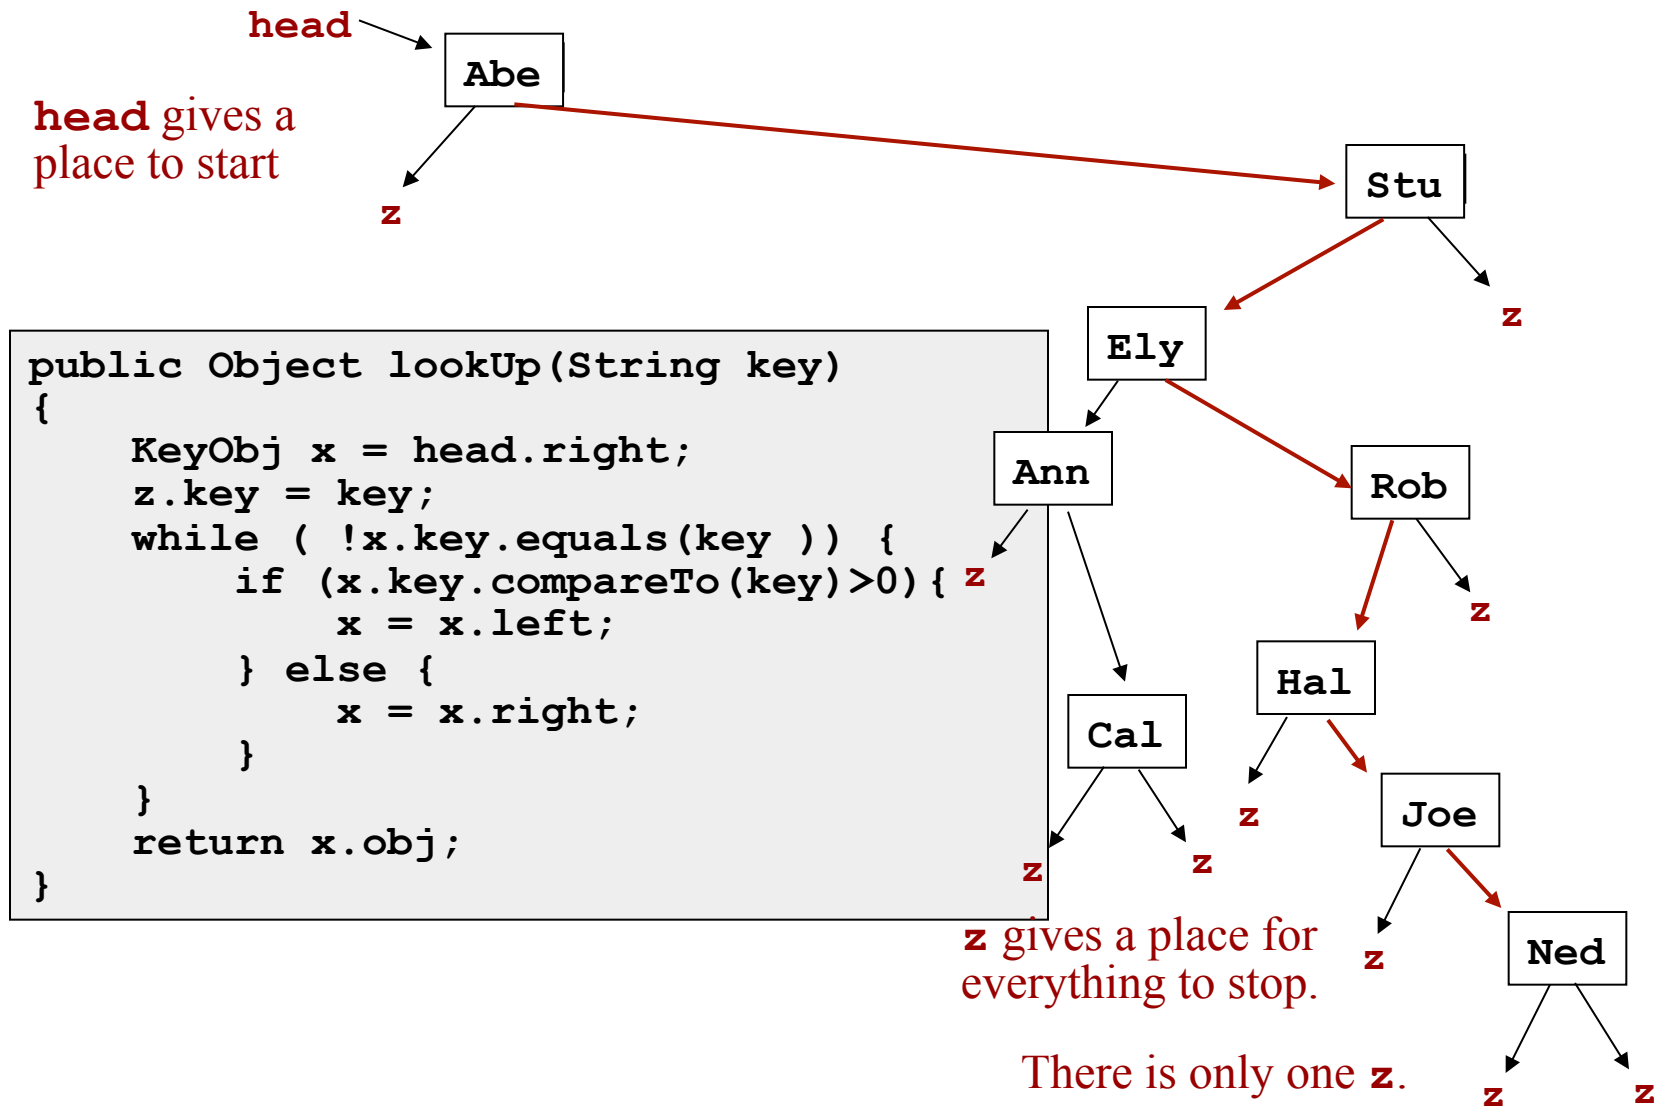 head
Abe
head gives a
place to start
z
Stu
z
Ely
public Object lookUp(String key)
{
KeyObj x = head.right;
z.key = key;
while ( !x.key.equals(key )) {
if (x.key.compareTo(key)>0){
x = x.left;
} else {
x = x.right;
}
}
return x.obj;
}
Ann
Rob
z
z
Hal
Cal
z
Joe
z
z
z gives a place for
everything to stop.
z
Ned
There is only one z.
z
z